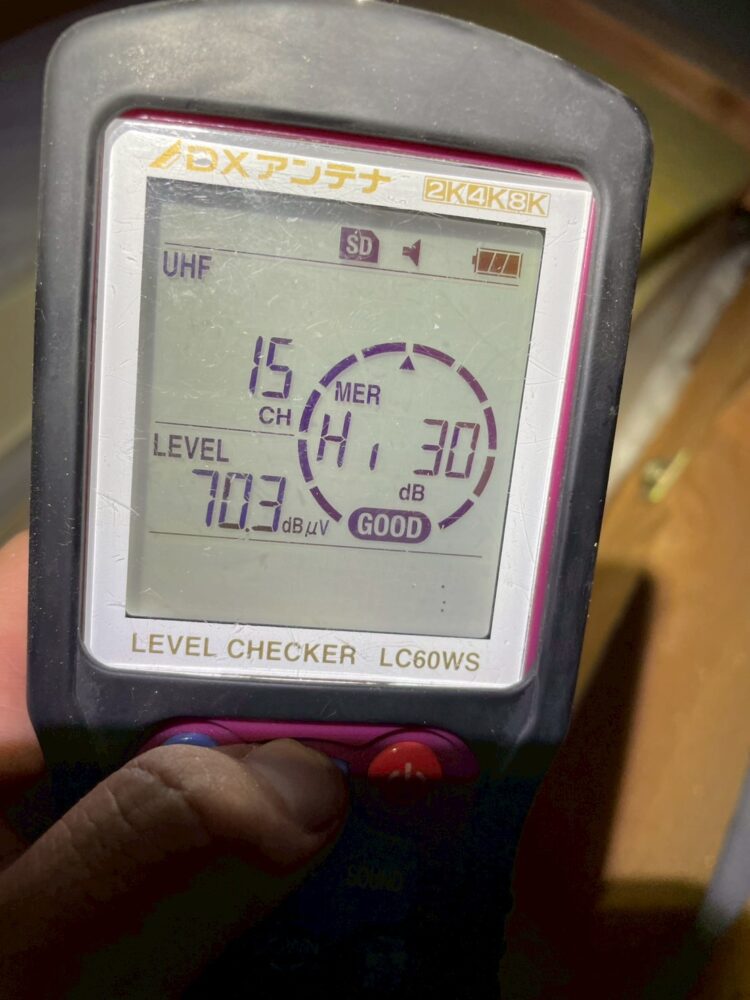 DXアンテナ 2K4K8K
SD
UHF
15
CH
MER
Hi 30
dB
LEVEL
70.3dBμV
GOOD
LEVEL CHECKER LC60WS
SOUND